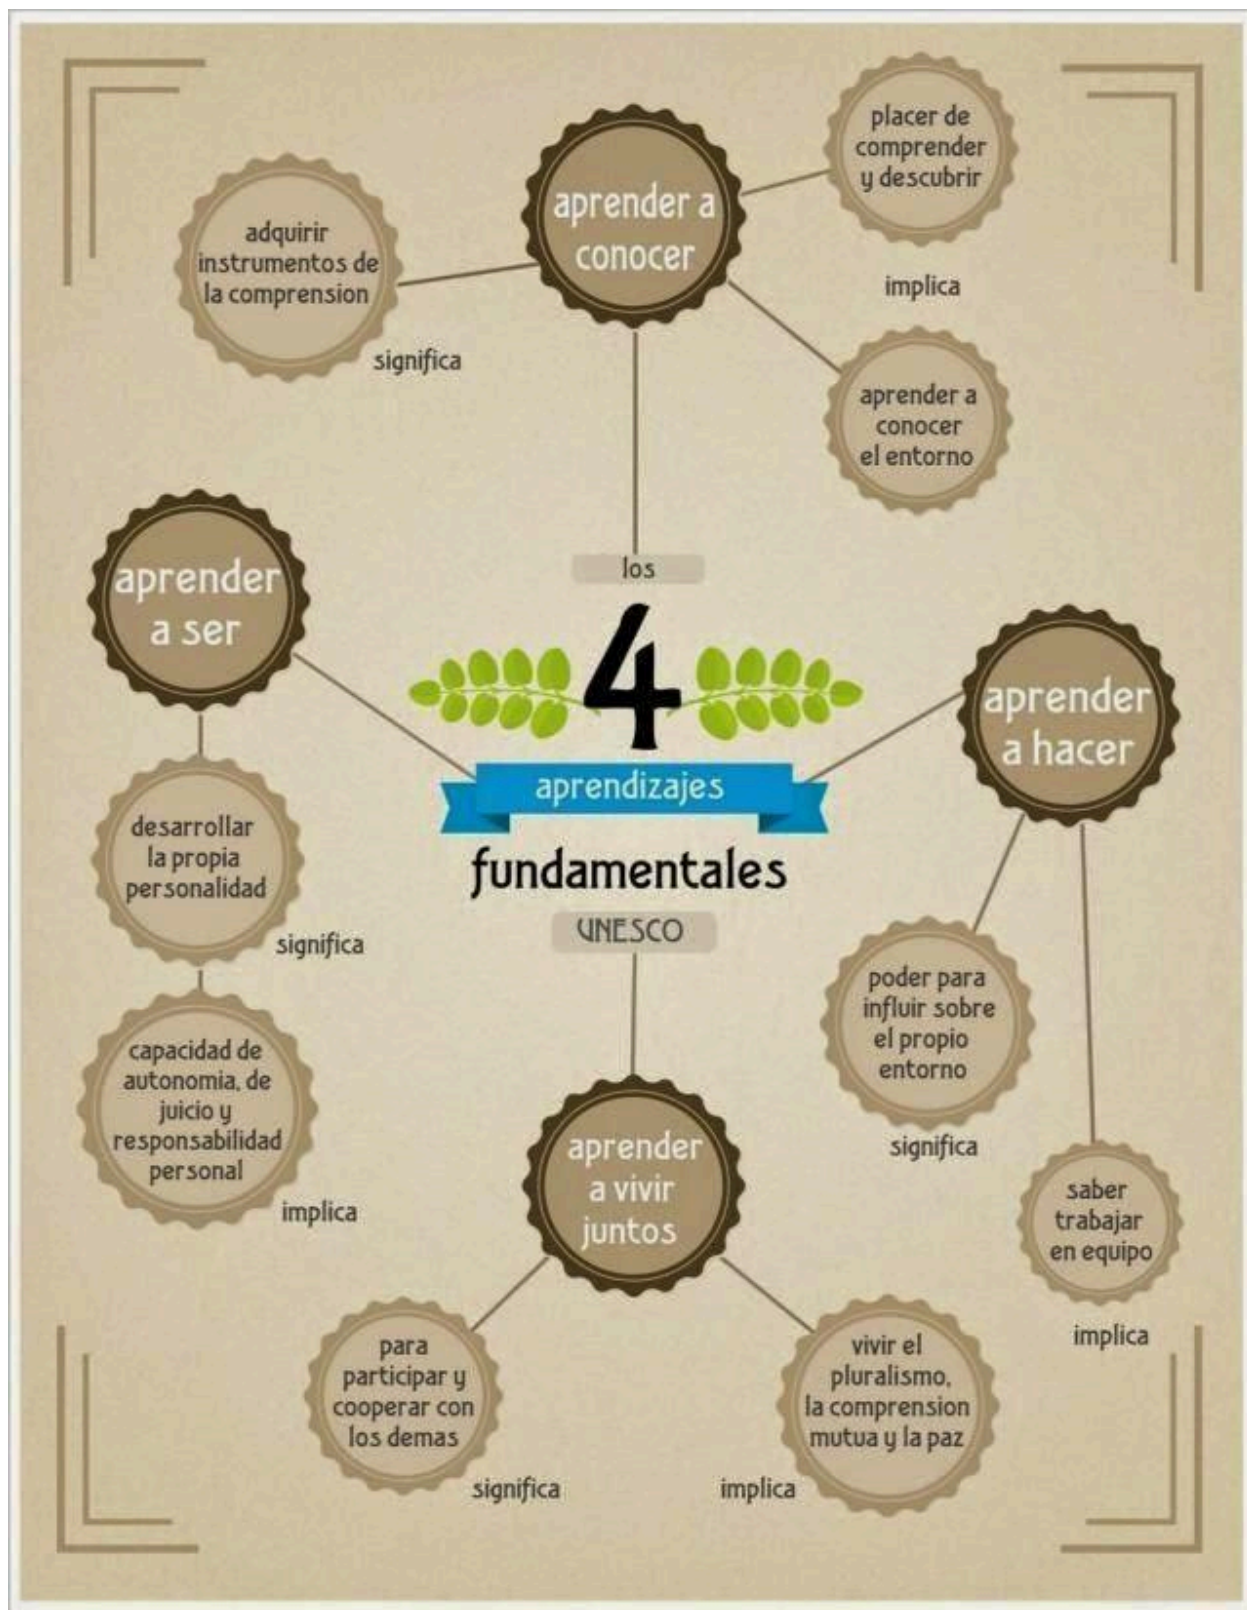 aprender a
conocer
placer de
comprender
y descubrir
adquirir
instrumentos de
la comprension
significa
implica
aprender a
conocer
el entorno
aprender
a ser
los
4
aprendizajes
fundamentales
UNESCO
aprender
a hacer
desarrollar
la propia
personalidad
significa
capacidad de
autonomia, de
juicio y
responsabilidad
personal
implica
poder para
influir sobre
el propio
entorno
significa
saber
trabajar
en equipo
implica
aprender
a vivir
juntos
para
participar y
cooperar con
los demas
significa
vivir el
pluralismo,
la comprension
mutua y la paz
implica